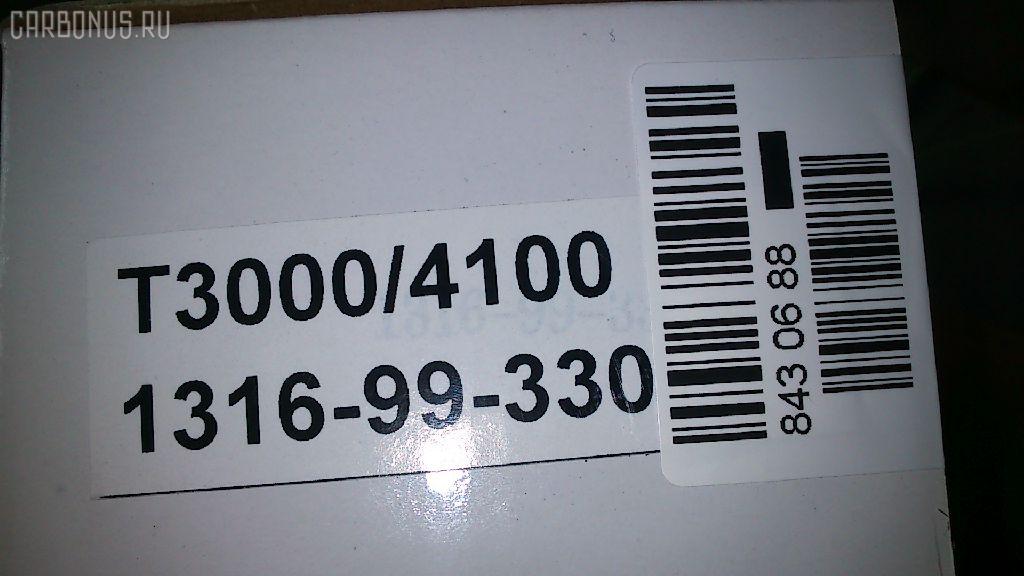 CARBONUS.RU
T3000/4100
1316-99-330
843 06 88